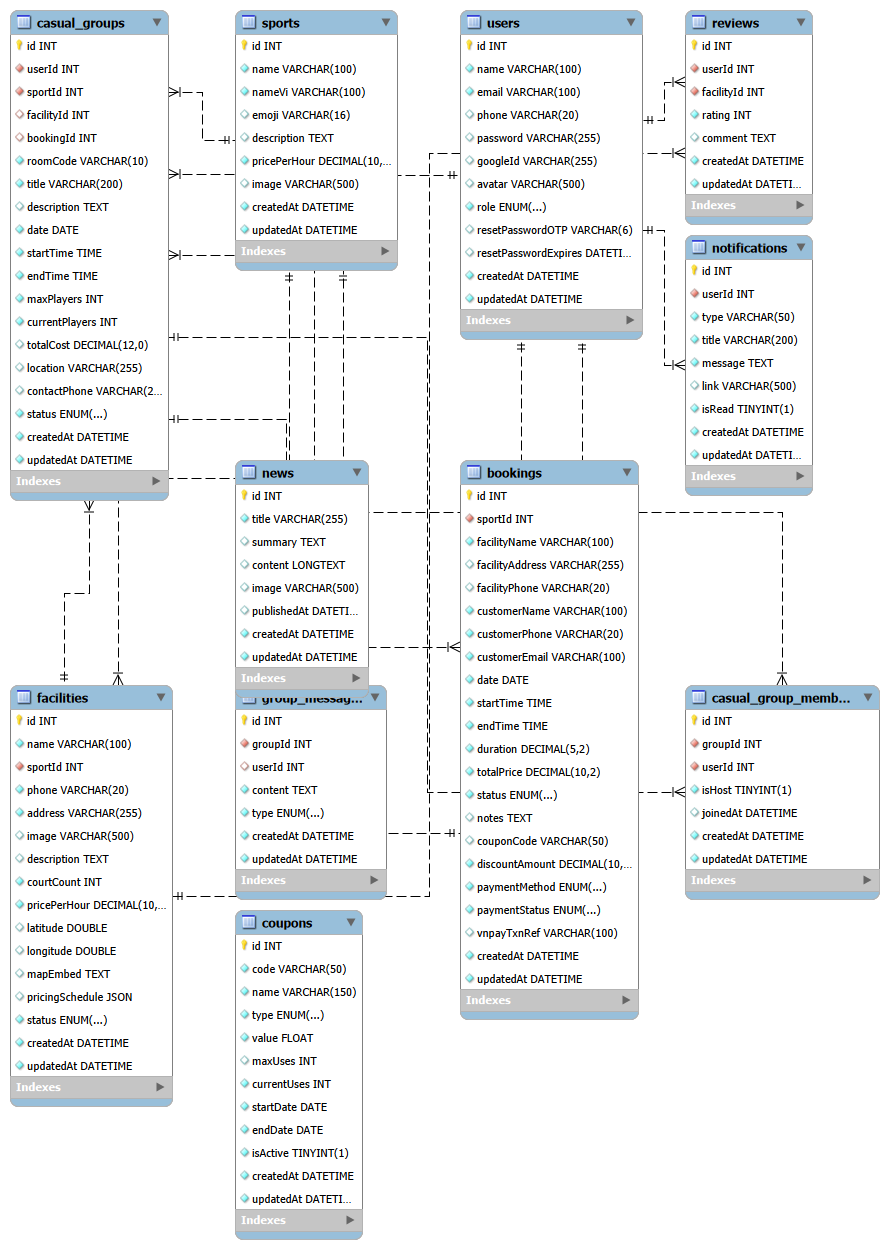 casual_groups
id INT
userId INT
sportId INT
facilityId INT
bookingId INT
roomCode VARCHAR(10)
title VARCHAR(200)
description TEXT
date DATE
startTime TIME
endTime TIME
maxPlayers INT
currentPlayers INT
totalCost DECIMAL(12,0)
location VARCHAR(255)
contactPhone VARCHAR(2...
status ENUM(...)
createdAt DATETIME
updatedAt DATETIME
Indexes
sports
id INT
name VARCHAR(100)
nameVi VARCHAR(100)
emoji VARCHAR(16)
description TEXT
pricePerHour DECIMAL(10,...
image VARCHAR(500)
createdAt DATETIME
updatedAt DATETIME
Indexes
users
id INT
name VARCHAR(100)
email VARCHAR(100)
phone VARCHAR(20)
password VARCHAR(255)
googleId VARCHAR(255)
avatar VARCHAR(500)
role ENUM(...)
resetPasswordOTP VARCHAR(6)
resetPasswordExpires DATETI...
createdAt DATETIME
updatedAt DATETIME
Indexes
reviews
id INT
userId INT
facilityId INT
rating INT
comment TEXT
createdAt DATETIME
updatedAt DATETI...
Indexes
notifications
id INT
userId INT
type VARCHAR(50)
title VARCHAR(200)
message TEXT
link VARCHAR(500)
isRead TINYINT(1)
createdAt DATETIME
updatedAt DATETI...
Indexes
news
id INT
title VARCHAR(255)
summary TEXT
content LONGTEXT
image VARCHAR(500)
publishedAt DATETI...
createdAt DATETIME
updatedAt DATETIME
Indexes
bookings
id INT
sportId INT
facilityName VARCHAR(100)
facilityAddress VARCHAR(255)
facilityPhone VARCHAR(20)
customerName VARCHAR(100)
customerPhone VARCHAR(20)
customerEmail VARCHAR(100)
date DATE
startTime TIME
endTime TIME
duration DECIMAL(5,2)
totalPrice DECIMAL(10,2)
status ENUM(...)
notes TEXT
couponCode VARCHAR(50)
discountAmount DECIMAL(10,...
paymentMethod ENUM(...)
paymentStatus ENUM(...)
vnpayTxnRef VARCHAR(100)
createdAt DATETIME
updatedAt DATETIME
Indexes
facilities
id INT
name VARCHAR(100)
sportId INT
phone VARCHAR(20)
address VARCHAR(255)
image VARCHAR(500)
description TEXT
courtCount INT
pricePerHour DECIMAL(10,...
latitude DOUBLE
longitude DOUBLE
mapEmbed TEXT
pricingSchedule JSON
status ENUM(...)
createdAt DATETIME
updatedAt DATETIME
Indexes
group_messag...
id INT
groupId INT
userId INT
content TEXT
type ENUM(...)
createdAt DATETIME
updatedAt DATETIME
Indexes
casual_group_memb...
id INT
groupId INT
userId INT
isHost TINYINT(1)
joinedAt DATETIME
createdAt DATETIME
updatedAt DATETIME
Indexes
coupons
id INT
code VARCHAR(50)
name VARCHAR(150)
type ENUM(...)
value FLOAT
maxUses INT
currentUses INT
startDate DATE
endDate DATE
isActive TINYINT(1)
createdAt DATETIME
updatedAt DATETI...
Indexes